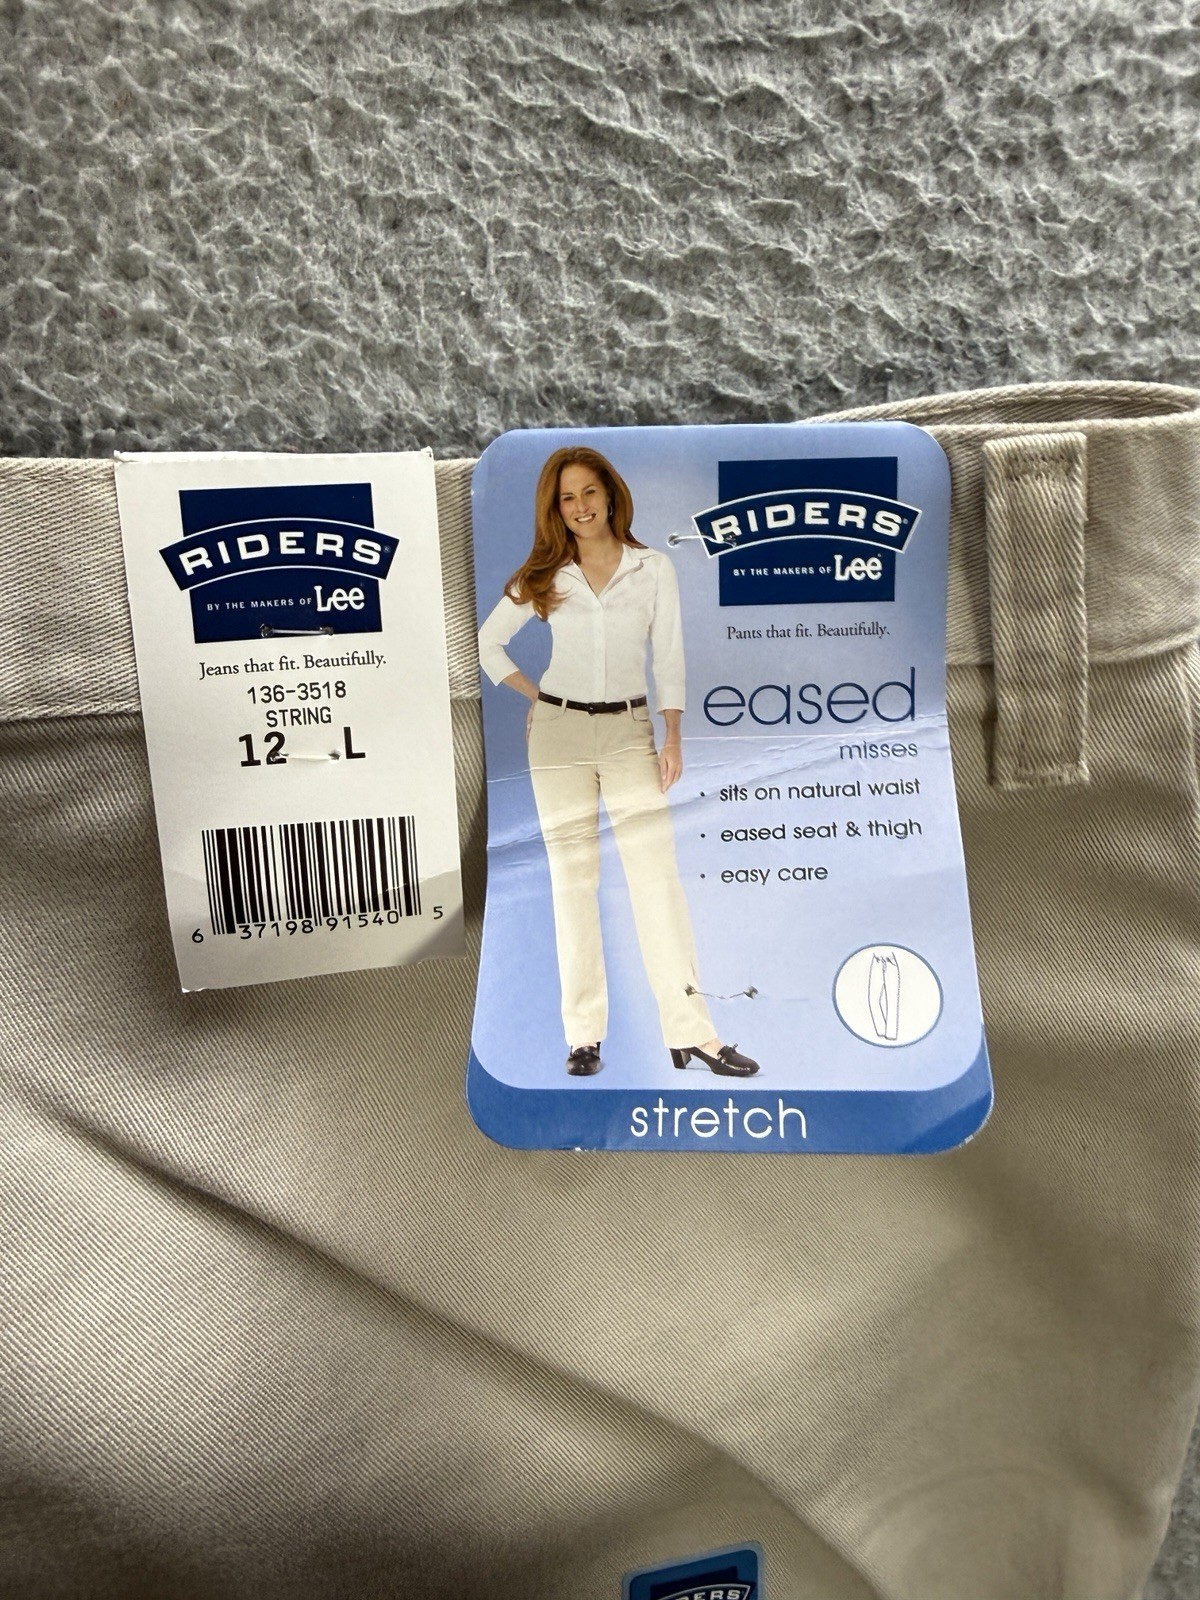 RIDERS®
BY THE MAKERS OF Lee
Jeans that fit. Beautifully.
136-3518
STRING
12 L
6 37198 91540 5
RIDERS®
BY THE MAKERS OF Lee
Pants that fit. Beautifully.
eased
misses
• sits on natural waist
• eased seat & thigh
• easy care
stretch
RIDERS